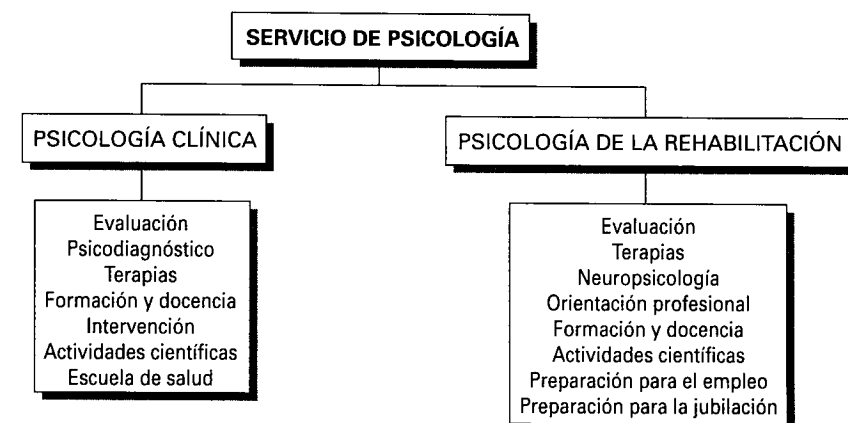 SERVICIO DE PSICOLOGÍA
PSICOLOGÍA CLÍNICA
Evaluación
Psicodiagnóstico
Terapias
Formación y docencia
Intervención
Actividades científicas
Escuela de salud
PSICOLOGÍA DE LA REHABILITACIÓN
Evaluación
Terapias
Neuropsicología
Orientación profesional
Formación y docencia
Actividades científicas
Preparación para el empleo
Preparación para la jubilación